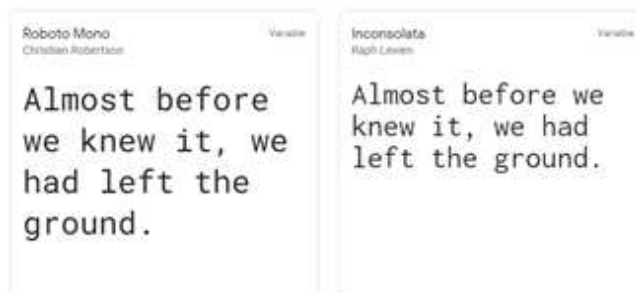 Roboto Mono
Variable
Christian Robertson
Almost before
we knew it, we
had left the
ground.
Inconsolata
Variable
Raph Levien
Almost before we
knew it, we had
left the ground.